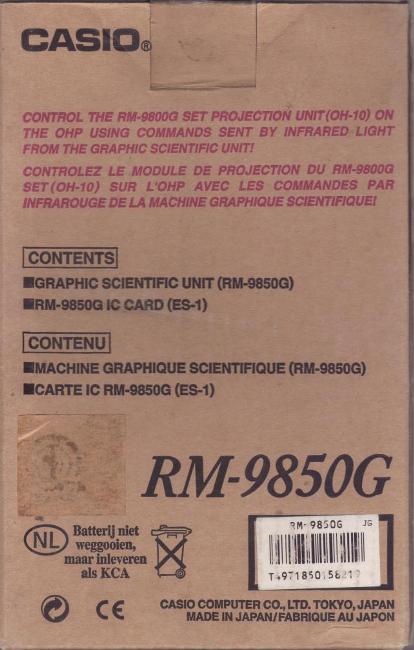 CASIO®
CONTROL THE RM-9800G SET PROJECTION UNIT(OH-10) ON
THE OHP USING COMMANDS SENT BY INFRARED LIGHT
FROM THE GRAPHIC SCIENTIFIC UNIT!
CONTROLEZ LE MODULE DE PROJECTION DU RM-9800G
SET(OH-10) SUR L'OHP AVEC LES COMMANDES PAR
INFRAROUGE DE LA MACHINE GRAPHIQUE SCIENTIFIQUE!
CONTENTS
■GRAPHIC SCIENTIFIC UNIT (RM-9850G)
■RM-9850G IC CARD (ES-1)
CONTENU
■MACHINE GRAPHIQUE SCIENTIFIQUE (RM-9850G)
■CARTE IC RM-9850G (ES-1)
RM-9850G
NL
Batterij niet
weggooien,
maar inleveren
als KCA
RM-9850G JG
T4971850158219
CE
CASIO COMPUTER CO., LTD. TOKYO, JAPAN
MADE IN JAPAN/FABRIQUE AU JAPON